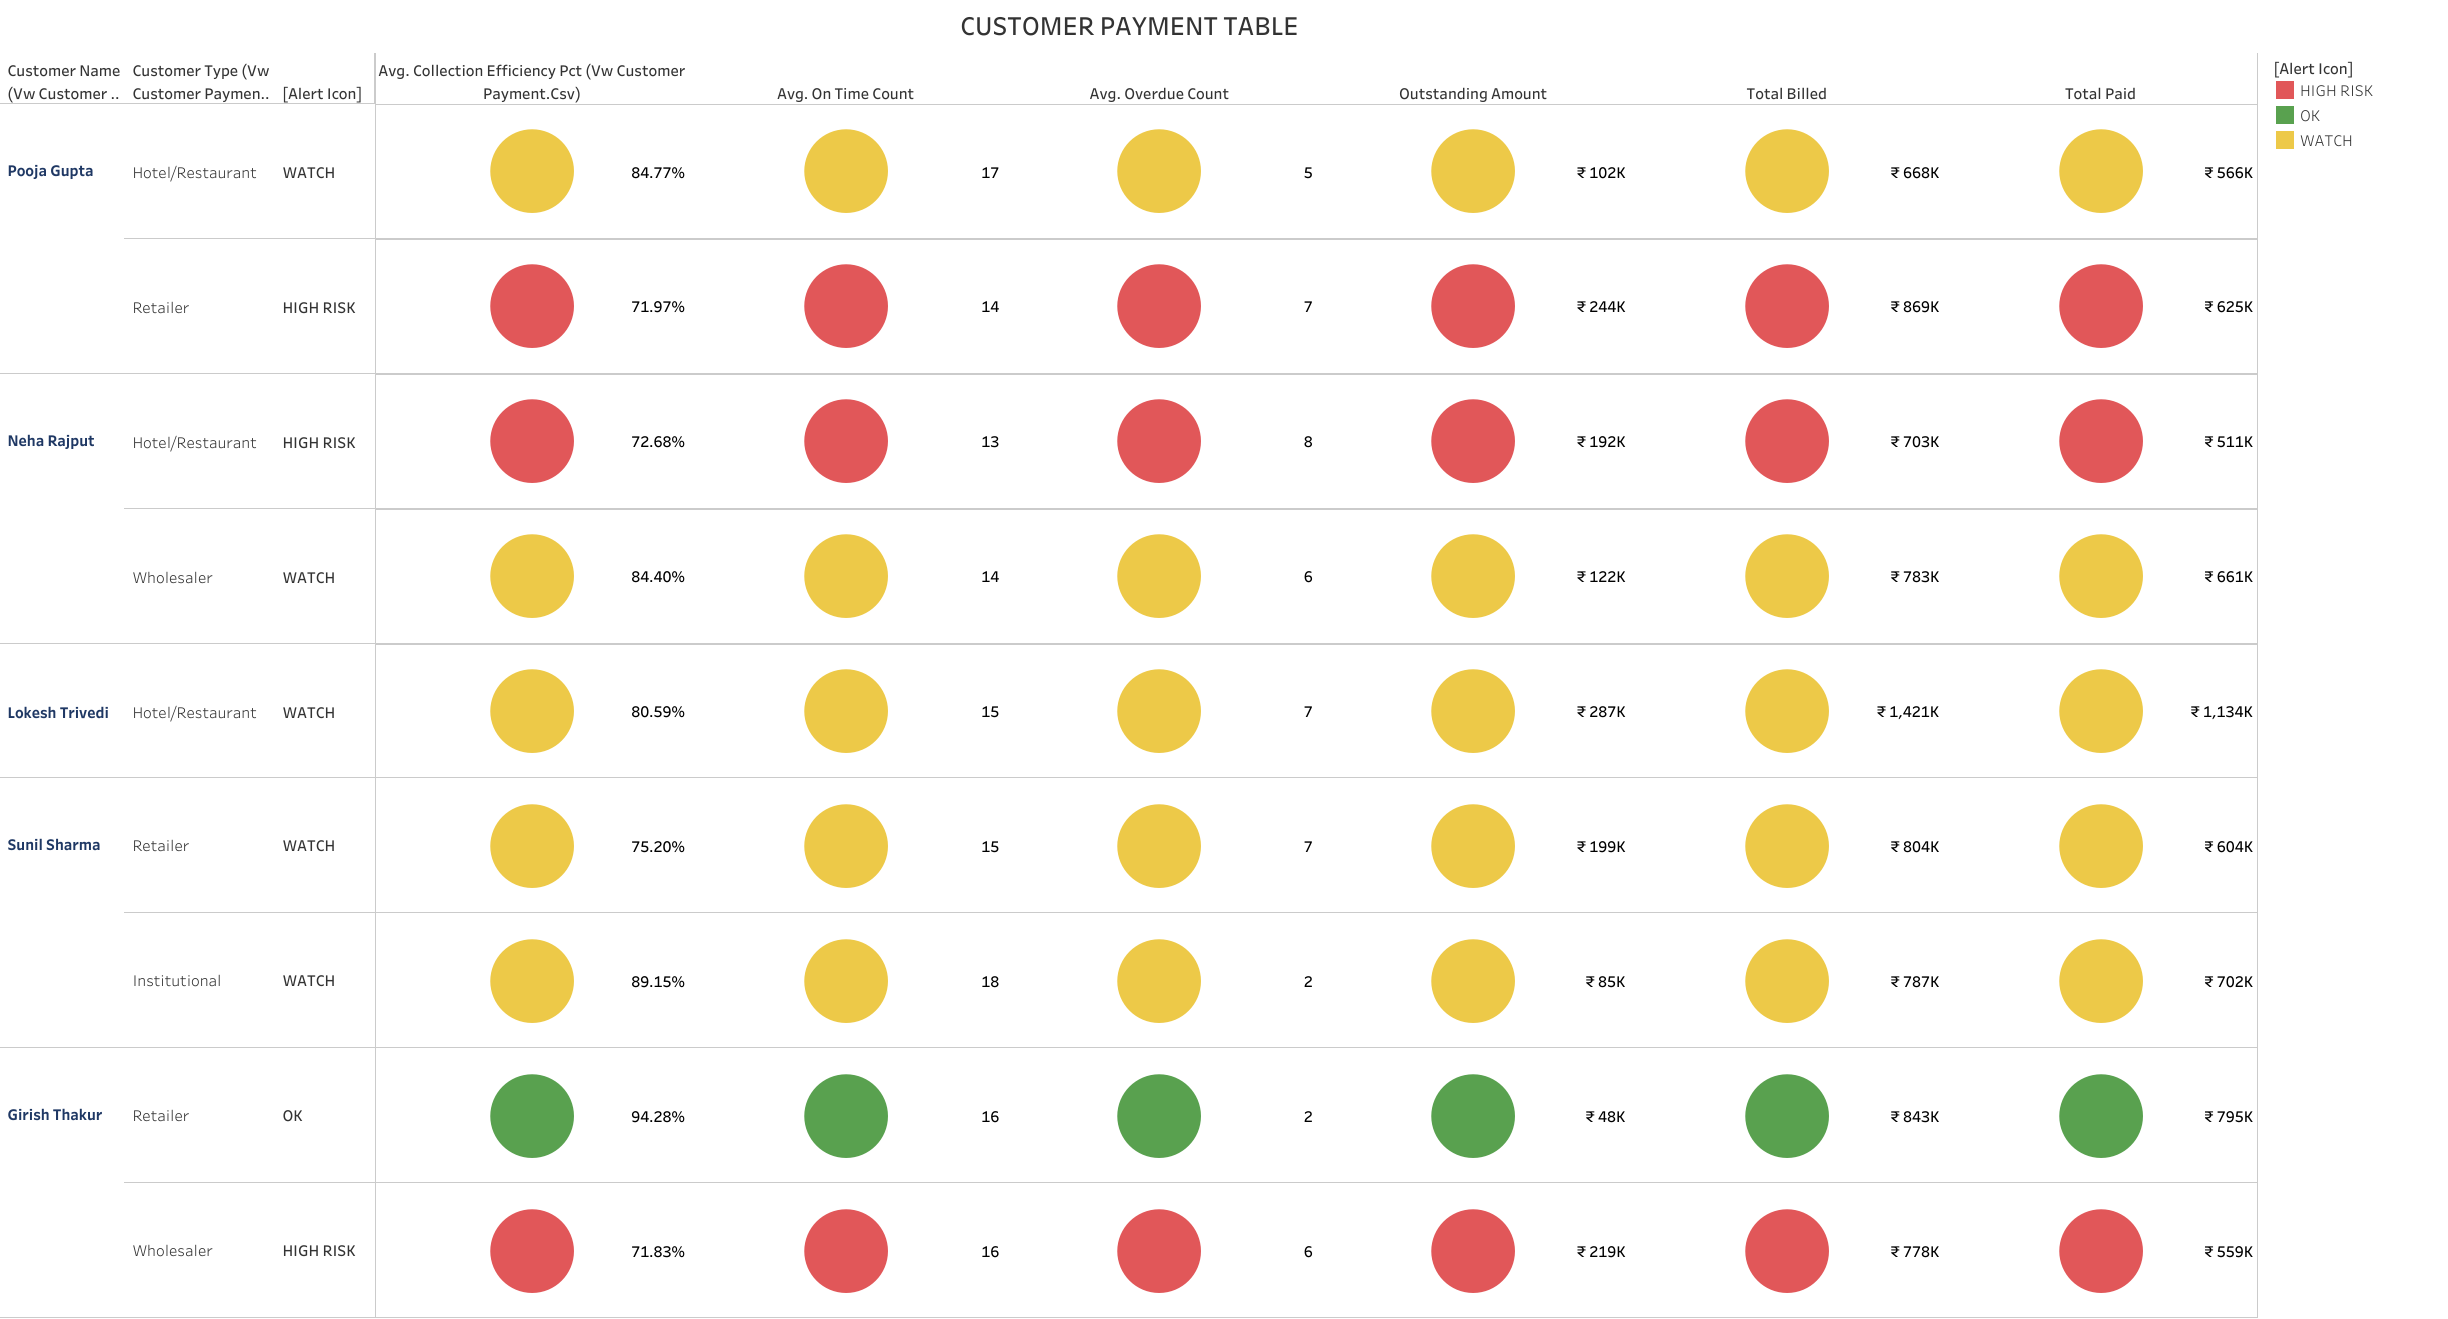 CUSTOMER PAYMENT TABLE
Customer Name
(Vw Customer ..
Customer Type (Vw
Customer Paymen..
[Alert Icon]
Avg. Collection Efficiency Pct (Vw Customer
Payment.Csv)
Avg. On Time Count
Avg. Overdue Count
Outstanding Amount
Total Billed
Total Paid
[Alert Icon]
HIGH RISK
OK
WATCH
Pooja Gupta Hotel/Restaurant WATCH 84.77% 17 5 ₹ 102K ₹ 668K ₹ 566K
Retailer HIGH RISK 71.97% 14 7 ₹ 244K ₹ 869K ₹ 625K
Neha Rajput Hotel/Restaurant HIGH RISK 72.68% 13 8 ₹ 192K ₹ 703K ₹ 511K
Wholesaler WATCH 84.40% 14 6 ₹ 122K ₹ 783K ₹ 661K
Lokesh Trivedi Hotel/Restaurant WATCH 80.59% 15 7 ₹ 287K ₹ 1,421K ₹ 1,134K
Sunil Sharma Retailer WATCH 75.20% 15 7 ₹ 199K ₹ 804K ₹ 604K
Institutional WATCH 89.15% 18 2 ₹ 85K ₹ 787K ₹ 702K
Girish Thakur Retailer OK 94.28% 16 2 ₹ 48K ₹ 843K ₹ 795K
Wholesaler HIGH RISK 71.83% 16 6 ₹ 219K ₹ 778K ₹ 559K